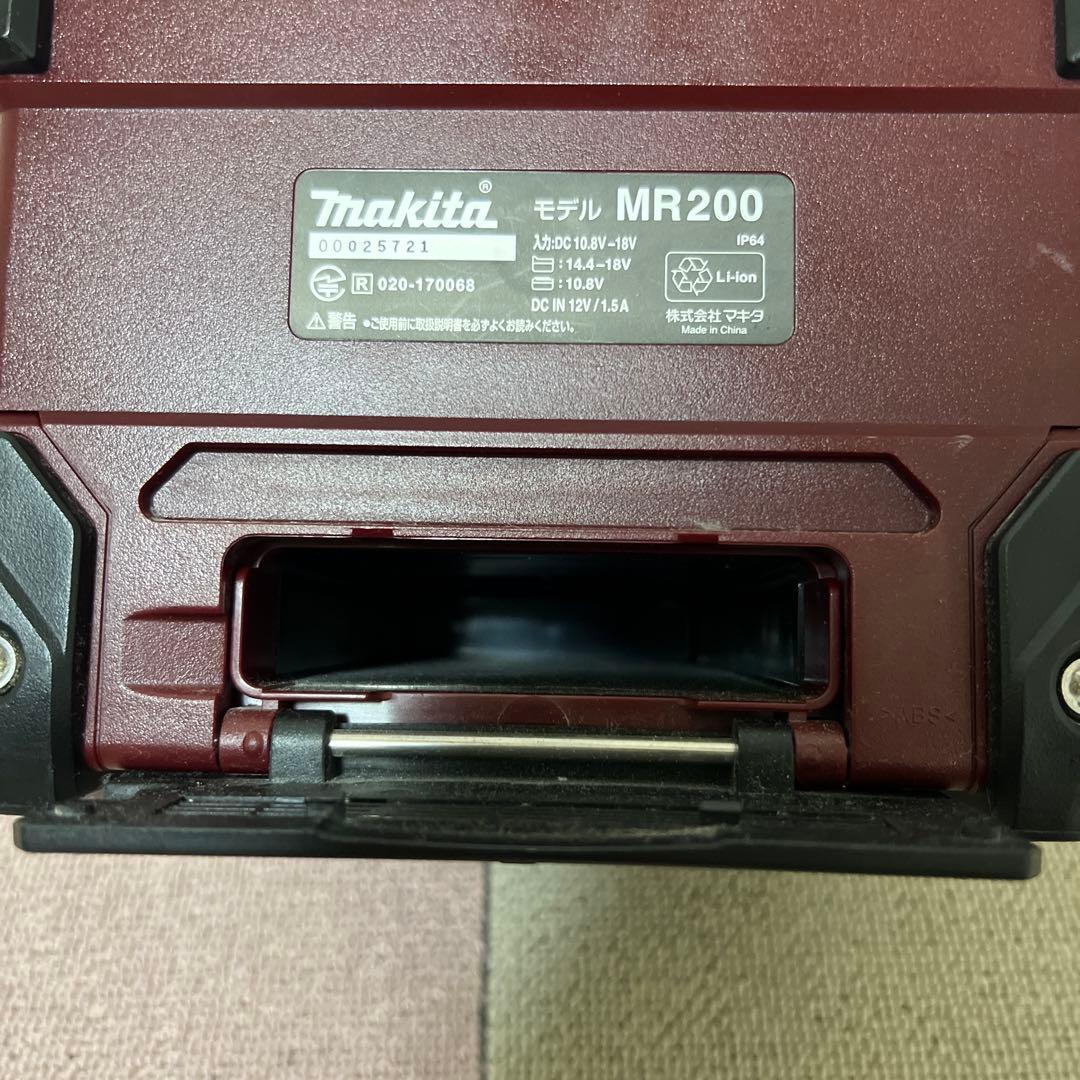 makita® モデル MR200
00025721
入力:DC 10.8V-18V IP64
:14.4-18V
:10.8V
R 020-170068
DC IN 12V/1.5A
Li-ion
株式会社マキタ
Made in China
⚠警告 ●ご使用前に取扱説明書を必ずよくお読みください。
>ABS<